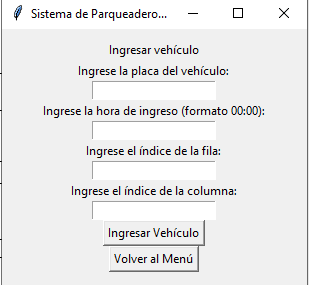 Sistema de Parqueadero...
Ingresar vehículo
Ingrese la placa del vehículo:
Ingrese la hora de ingreso (formato 00:00):
Ingrese el índice de la fila:
Ingrese el índice de la columna:
Ingresar Vehículo
Volver al Menú